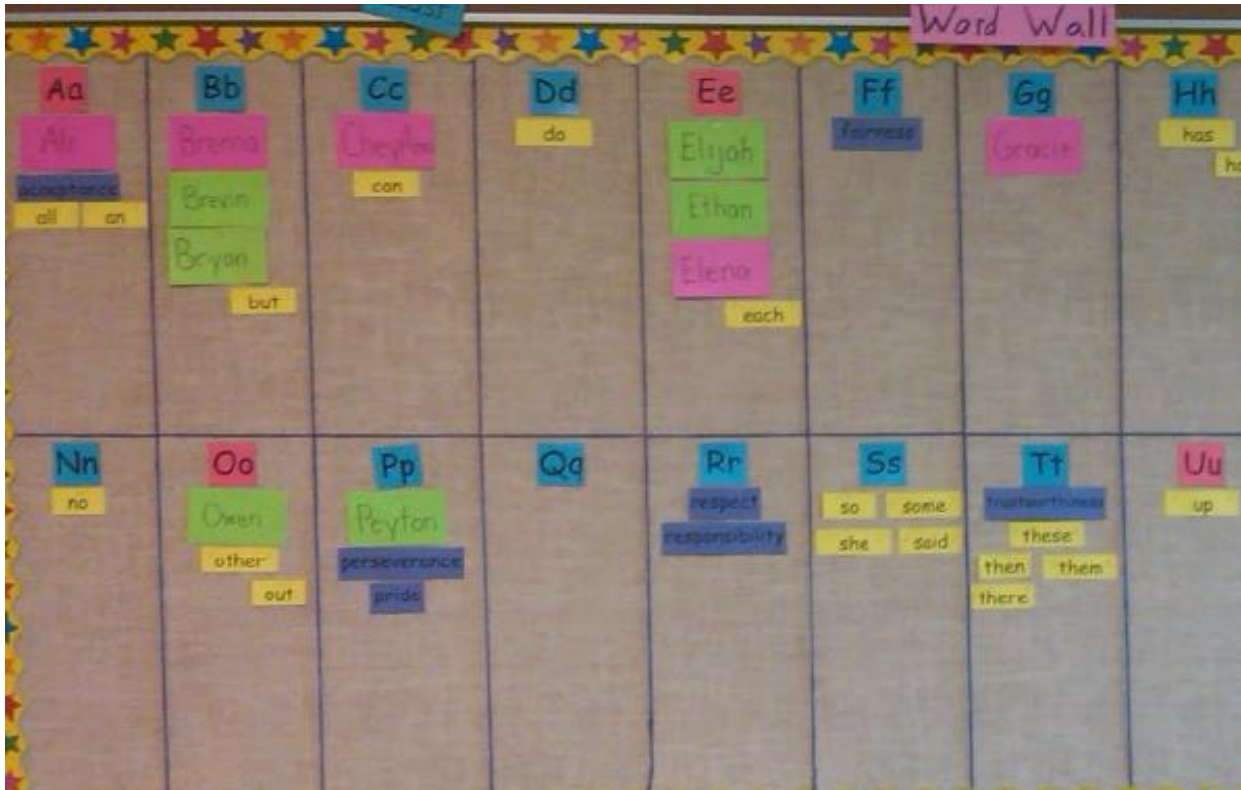 Word Wall
Aa
acceptance
all
an
Bb
Brenna
Brevin
Bryan
but
Cc
can
Dd
do
Ee
Elijah
Ethan
Elena
each
Ff
fairness
Gg
Gracie
Hh
has
Nn
no
Oo
Owen
other
out
Pp
Peyton
perseverance
pride
Qq
Rr
respect
responsibility
Ss
so some
she said
Tt
trustworthiness
these
then them
there
Uu
up